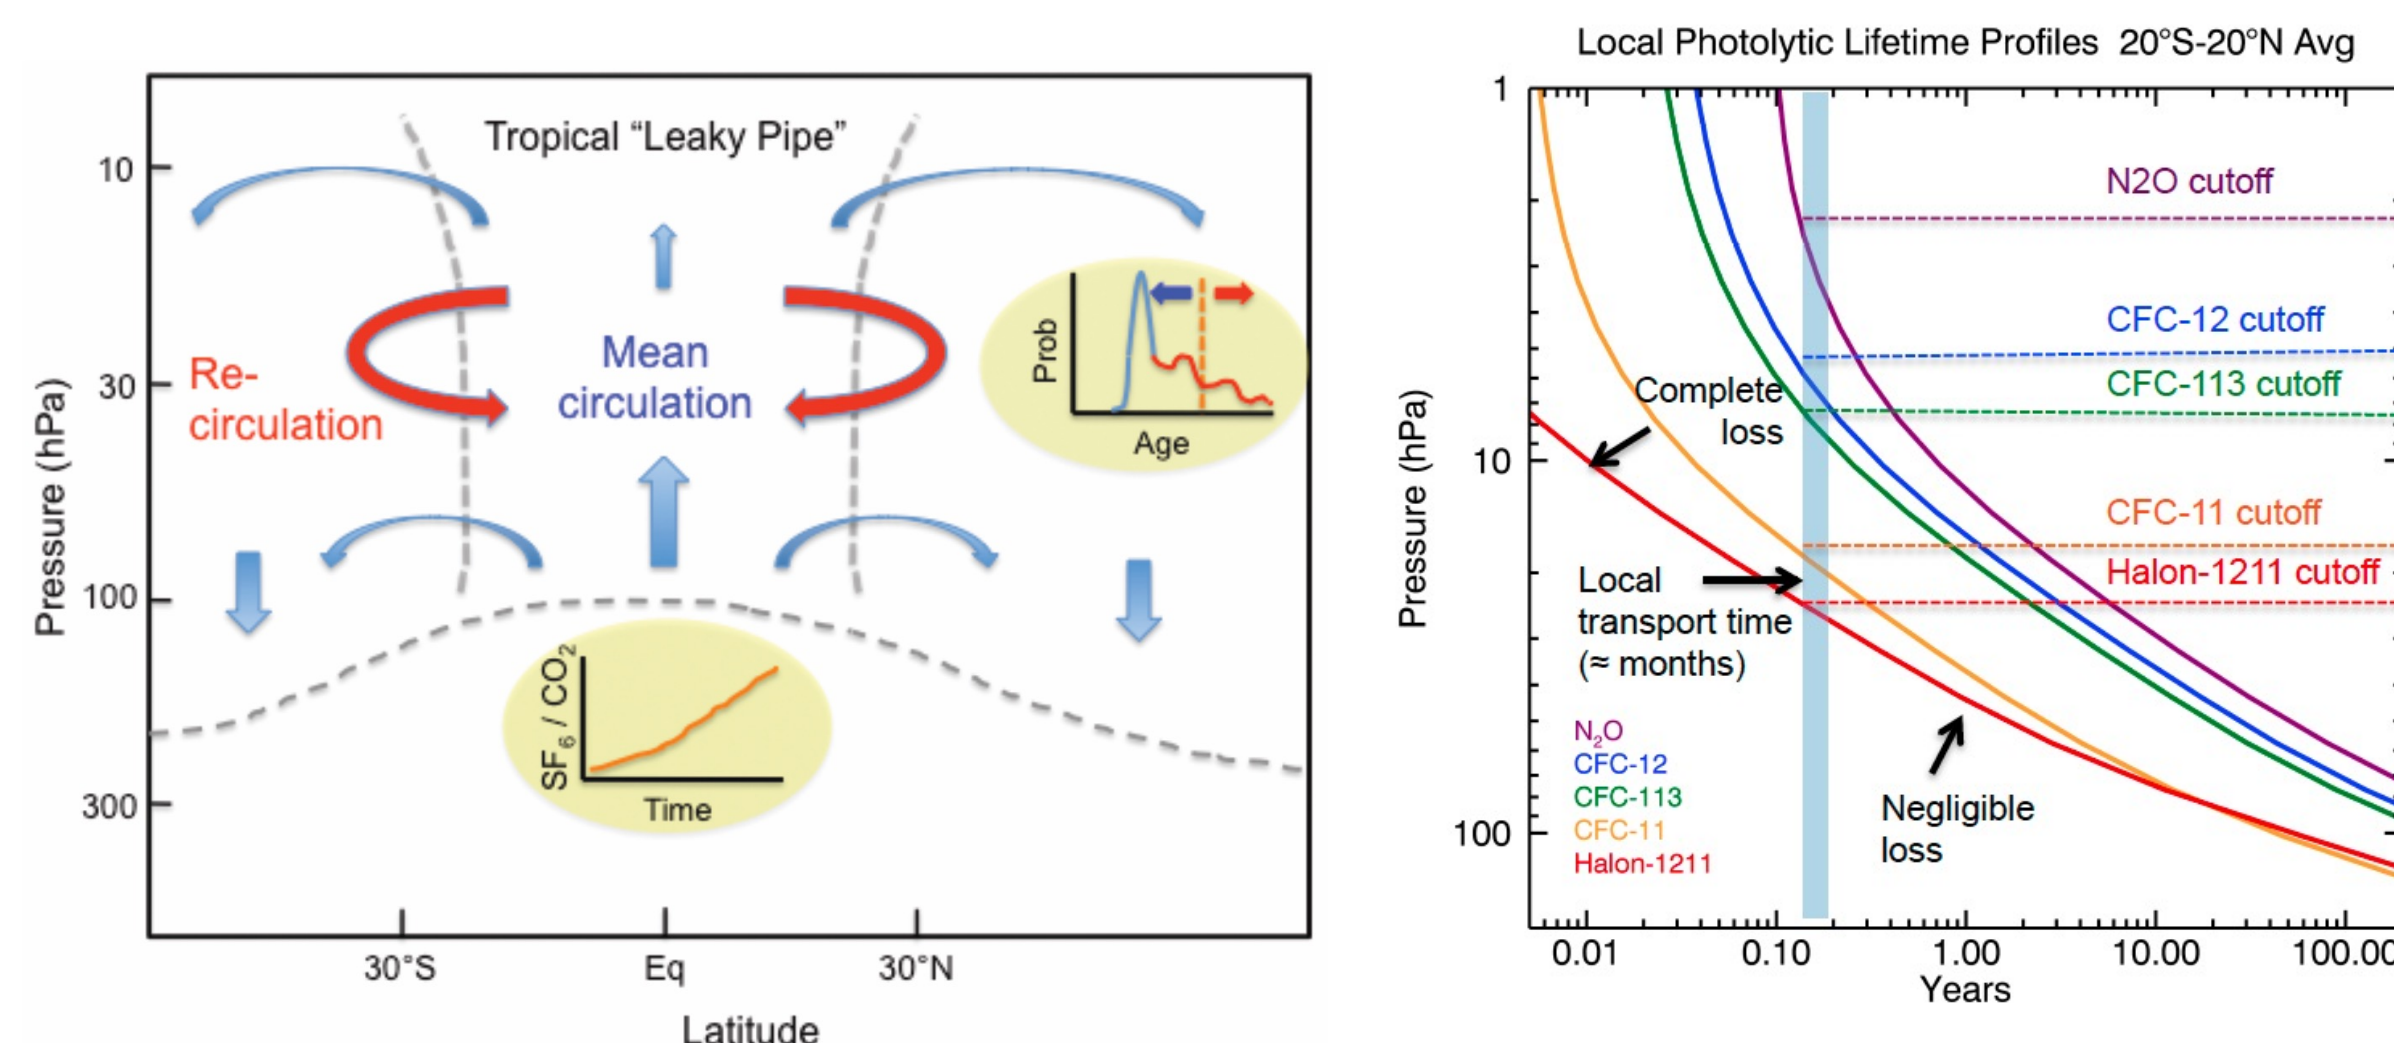 Tropical “Leaky Pipe”
10
30
100
300
Pressure (hPa)
Re-
circulation
Mean
circulation
Prob
Age
SF6 / CO2
Time
30°S
Eq
30°N
Latitude
Local Photolytic Lifetime Profiles 20°S-20°N Avg
1
10
100
Pressure (hPa)
N2O cutoff
CFC-12 cutoff
CFC-113 cutoff
CFC-11 cutoff
Halon-1211 cutoff
Complete
loss
Local
transport time
(≈ months)
Negligible
loss
N2O
CFC-12
CFC-113
CFC-11
Halon-1211
0.01
0.10
1.00
10.00
100.00
Years